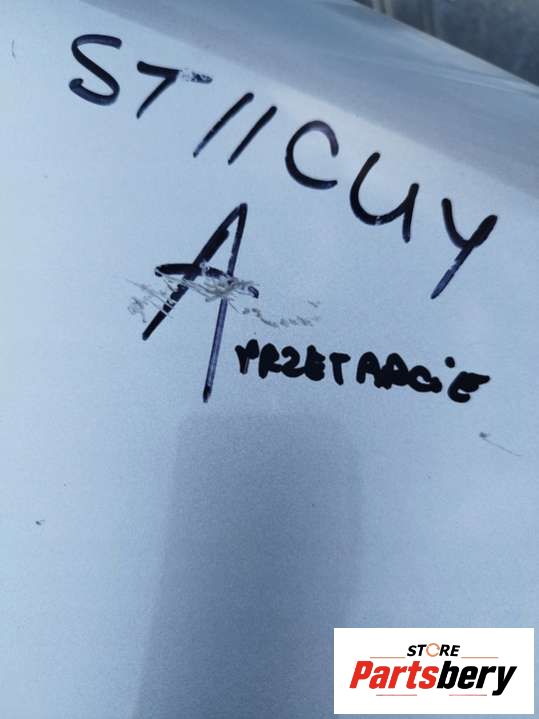 ST11CUY
A
PRZETARCIE
STORE
Partsbery